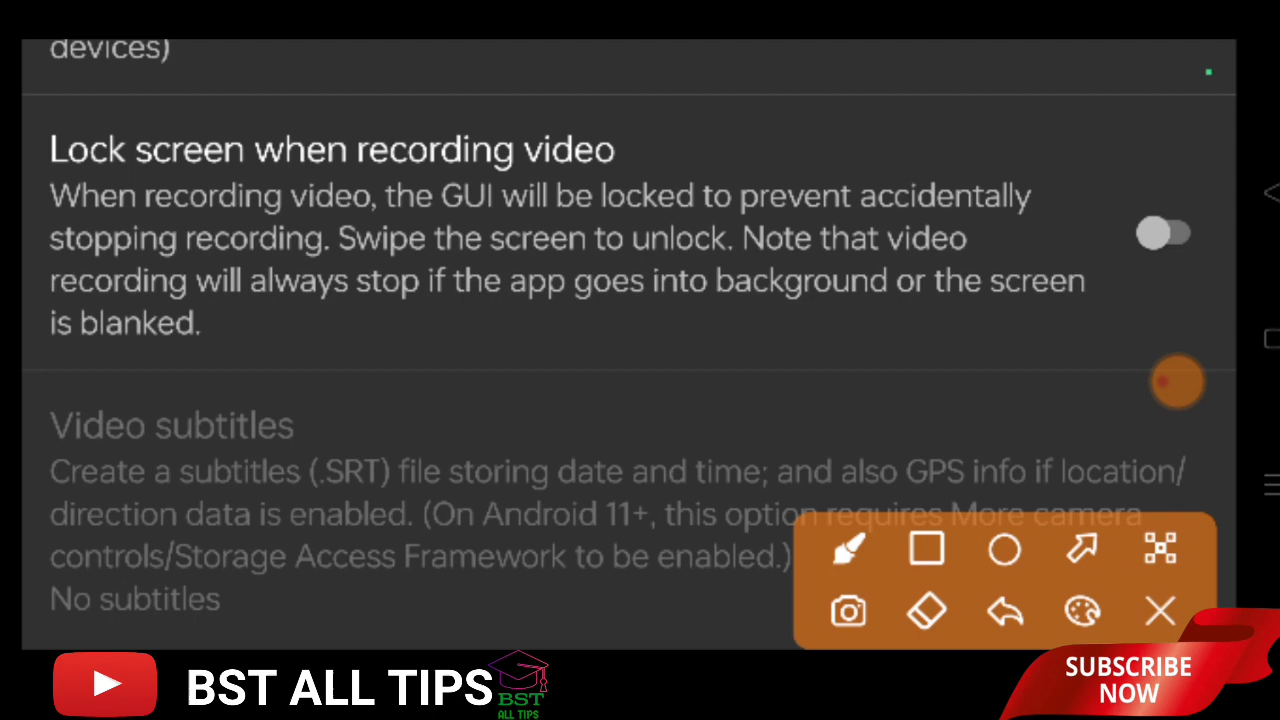 devices)
Lock screen when recording video
When recording video, the GUI will be locked to prevent accidentally
stopping recording. Swipe the screen to unlock. Note that video
recording will always stop if the app goes into background or the screen
is blanked.
Video subtitles
Create a subtitles (.SRT) file storing date and time; and also GPS info if location/
direction data is enabled. (On Android 11+, this option requires More camera
controls/Storage Access Framework to be enabled.)
No subtitles
BST ALL TIPS
BST
ALL TIPS
SUBSCRIBE
NOW